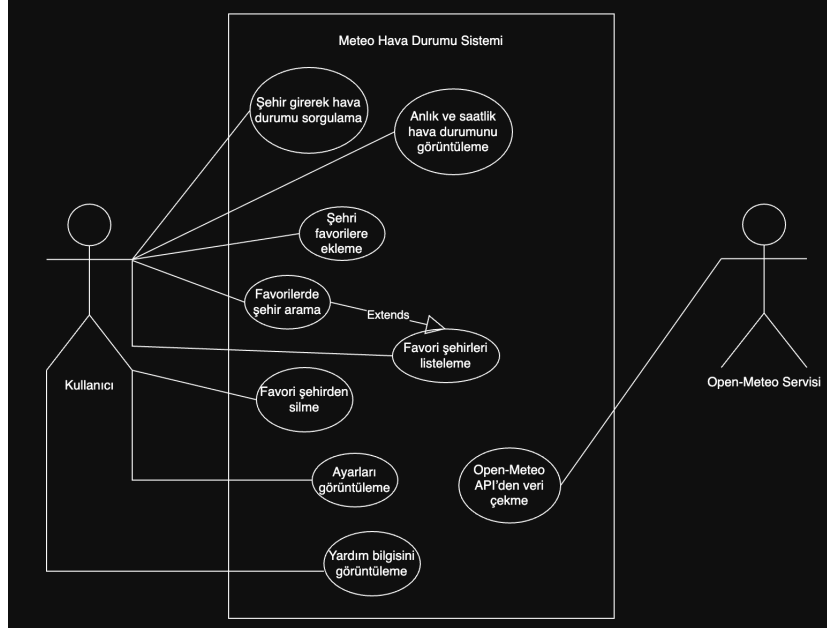 Meteo Hava Durumu Sistemi
Şehir girerek hava
durumu sorgulama
Anlık ve saatlik
hava durumunu
görüntüleme
Şehri
favorilere
ekleme
Favorilerde
şehir arama
Extends
Favori şehirleri
listeleme
Kullanıcı
Open-Meteo Servisi
Favori şehirden
silme
Ayarları
görüntüleme
Open-Meteo
API'den veri
çekme
Yardım bilgisini
görüntüleme